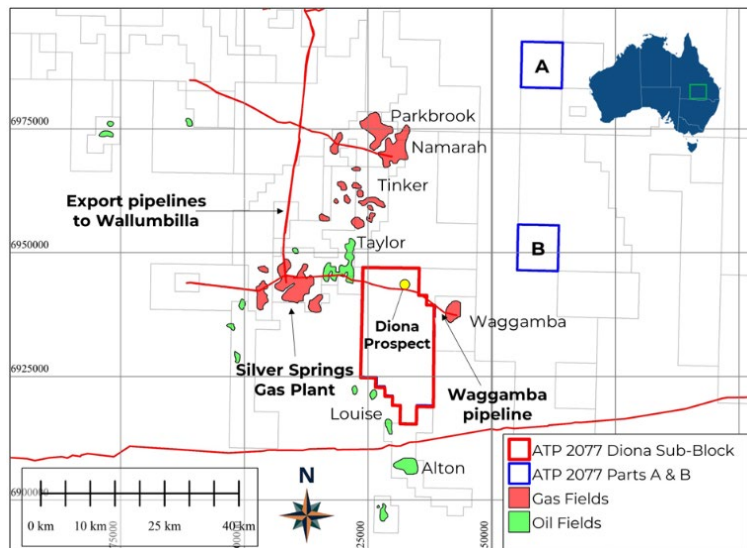 A
Parkbrook
6975000
Namarah
Tinker
Export pipelines
to Wallumbilla
Taylor
B
6950000
Diona
Prospect
Waggamba
Silver Springs
Gas Plant
6925000
Waggamba
pipeline
Louise
ATP 2077 Diona Sub-Block
ATP 2077 Parts A & B
Gas Fields
Oil Fields
Alton
N
0 km 10 km 25 km 40 km
25000
50000